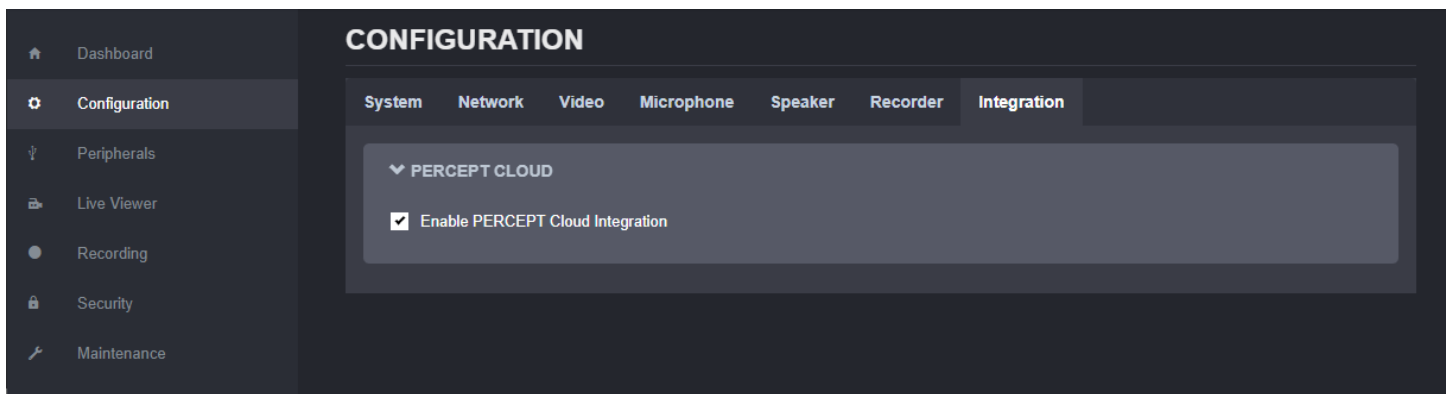 Dashboard
Configuration
Peripherals
Live Viewer
Recording
Security
Maintenance
CONFIGURATION
System Network Video Microphone Speaker Recorder Integration
PERCEPT CLOUD
Enable PERCEPT Cloud Integration